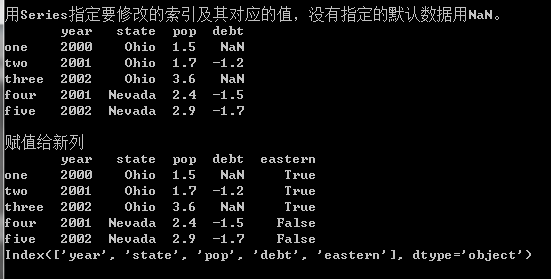 用Series指定要修改的索引及其对应的值，没有指定的默认数据用NaN。
       year   state  pop  debt
one    2000    Ohio  1.5   NaN
two    2001    Ohio  1.7  -1.2
three  2002    Ohio  3.6   NaN
four   2001  Nevada  2.4  -1.5
five   2002  Nevada  2.9  -1.7
赋值给新列
       year   state  pop  debt eastern
one    2000    Ohio  1.5   NaN    True
two    2001    Ohio  1.7  -1.2    True
three  2002    Ohio  3.6   NaN    True
four   2001  Nevada  2.4  -1.5   False
five   2002  Nevada  2.9  -1.7   False
Index(['year', 'state', 'pop', 'debt', 'eastern'], dtype='object')